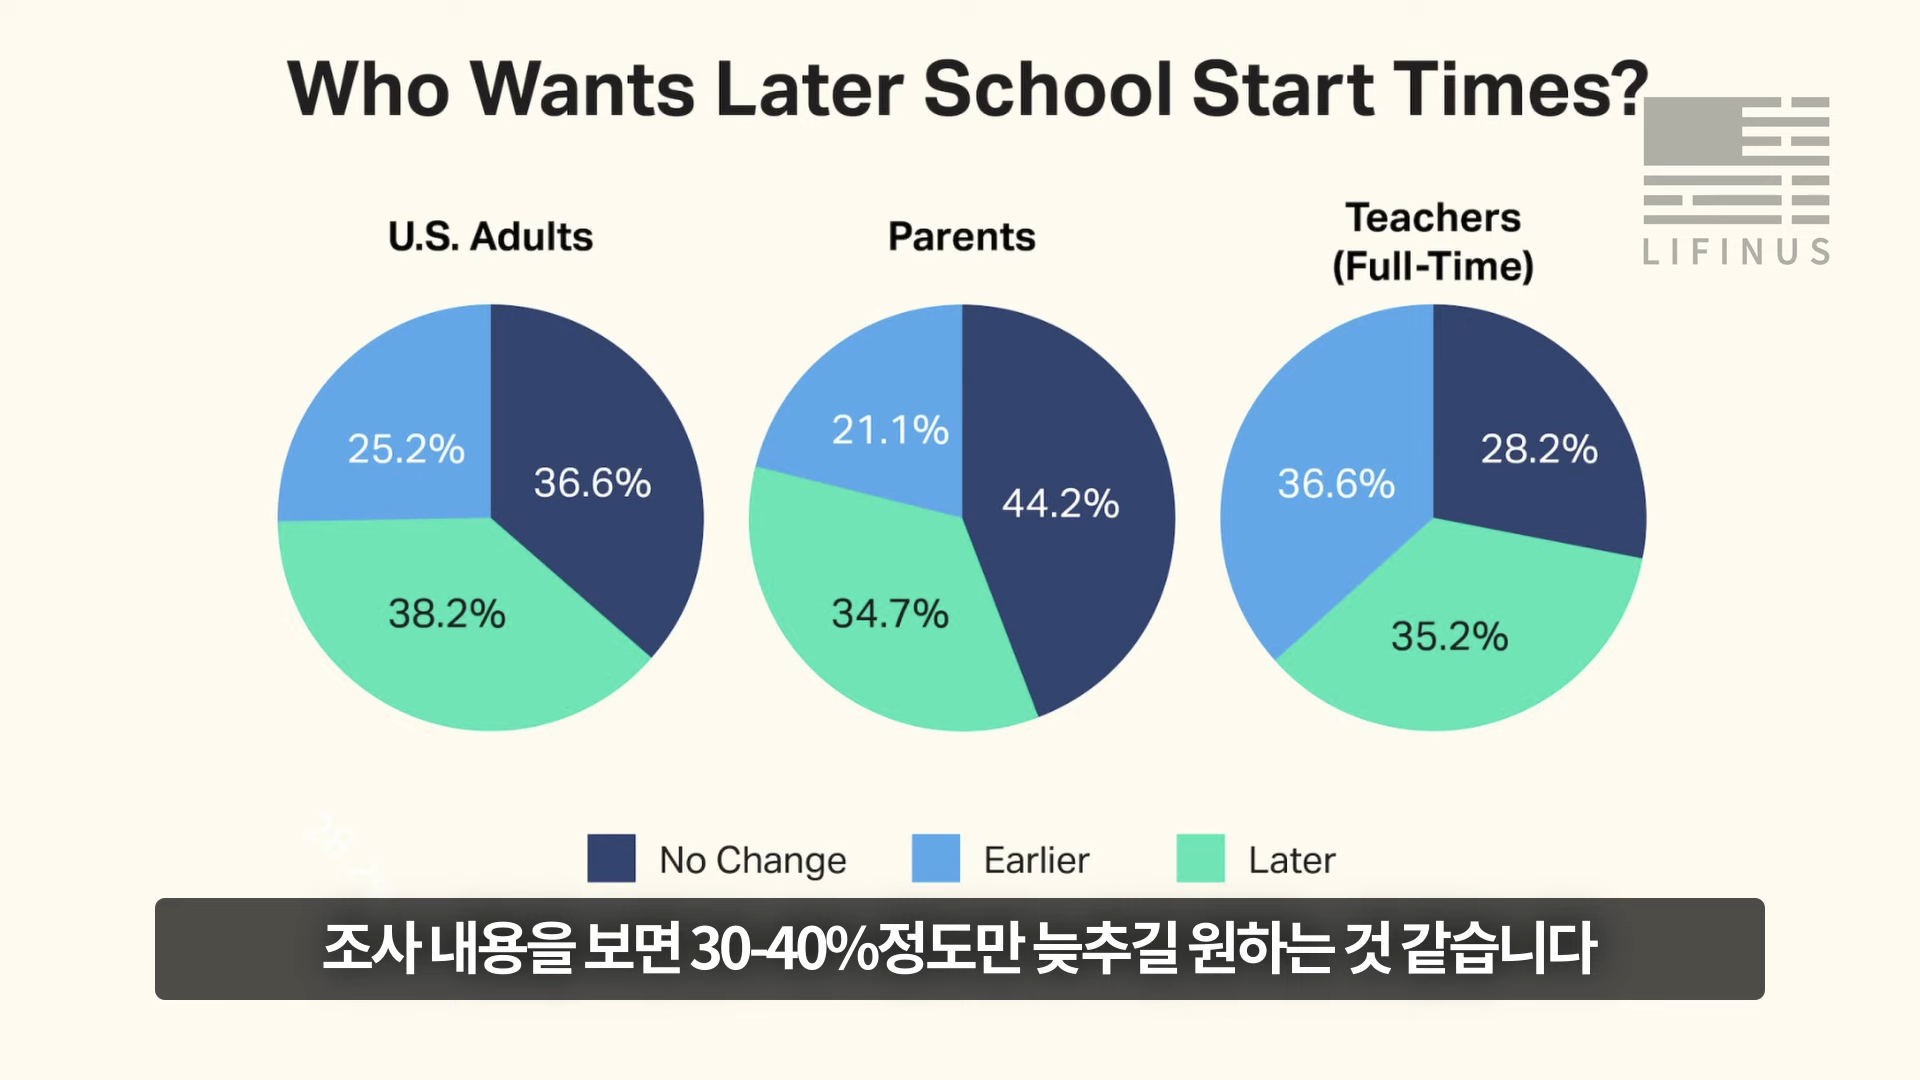 Who Wants Later School Start Times?
LIFINUS
U.S. Adults
Parents
Teachers
(Full-Time)
25.2%
36.6%
38.2%
21.1%
44.2%
34.7%
36.6%
28.2%
35.2%
No Change
Earlier
Later
조사 내용을 보면 30-40%정도만 늦추길 원하는 것 같습니다